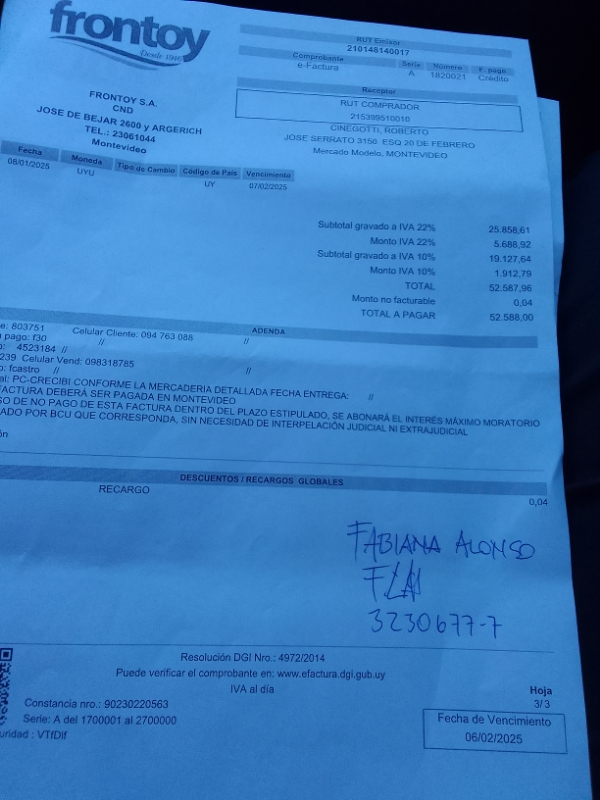 frontoy
Desde 1946
RUT Emisor
210148140017
Comprobante Serie Número F. pago
e-Factura A 1820021 Crédito
Receptor
RUT COMPRADOR
215399510010
CINEGOTTI, ROBERTO
JOSE SERRATO 3150 ESQ 20 DE FEBRERO
Mercado Modelo, MONTEVIDEO
FRONTOY S.A.
CND
JOSE DE BEJAR 2600 y ARGERICH
TEL.: 23061044
Montevideo
Fecha Moneda Tipo de Cambio Código de País Vencimiento
08/01/2025 UYU UY 07/02/2025
Subtotal gravado a IVA 22% 25.858,61
Monto IVA 22% 5.688,92
Subtotal gravado a IVA 10% 19.127,64
Monto IVA 10% 1.912,79
TOTAL 52.587,96
Monto no facturable 0,04
TOTAL A PAGAR 52.588,00
ADENDA
e: 803751 Celular Cliente: 094 763 088 //
pago: f30 //
: 4523184 //
239 Celular Vend: 098318785
: fcastro // //
al: PC-CRECIBI CONFORME LA MERCADERIA DETALLADA FECHA ENTREGA: //
FACTURA DEBERÁ SER PAGADA EN MONTEVIDEO
SO DE NO PAGO DE ESTA FACTURA DENTRO DEL PLAZO ESTIPULADO, SE ABONARÁ EL INTERÉS MÁXIMO MORATORIO
ADO POR BCU QUE CORRESPONDA, SIN NECESIDAD DE INTERPELACIÓN JUDICIAL NI EXTRAJUDICIAL
ón
DESCUENTOS / RECARGOS GLOBALES
RECARGO 0,04
FABIANA ALONSO
3230677-7
Resolución DGI Nro.: 4972/2014
Puede verificar el comprobante en: www.efactura.dgi.gub.uy
IVA al día
Constancia nro.: 90230220563
Serie: A del 1700001 al 2700000
uridad : VTfDlf
Hoja
3/ 3
Fecha de Vencimiento
06/02/2025